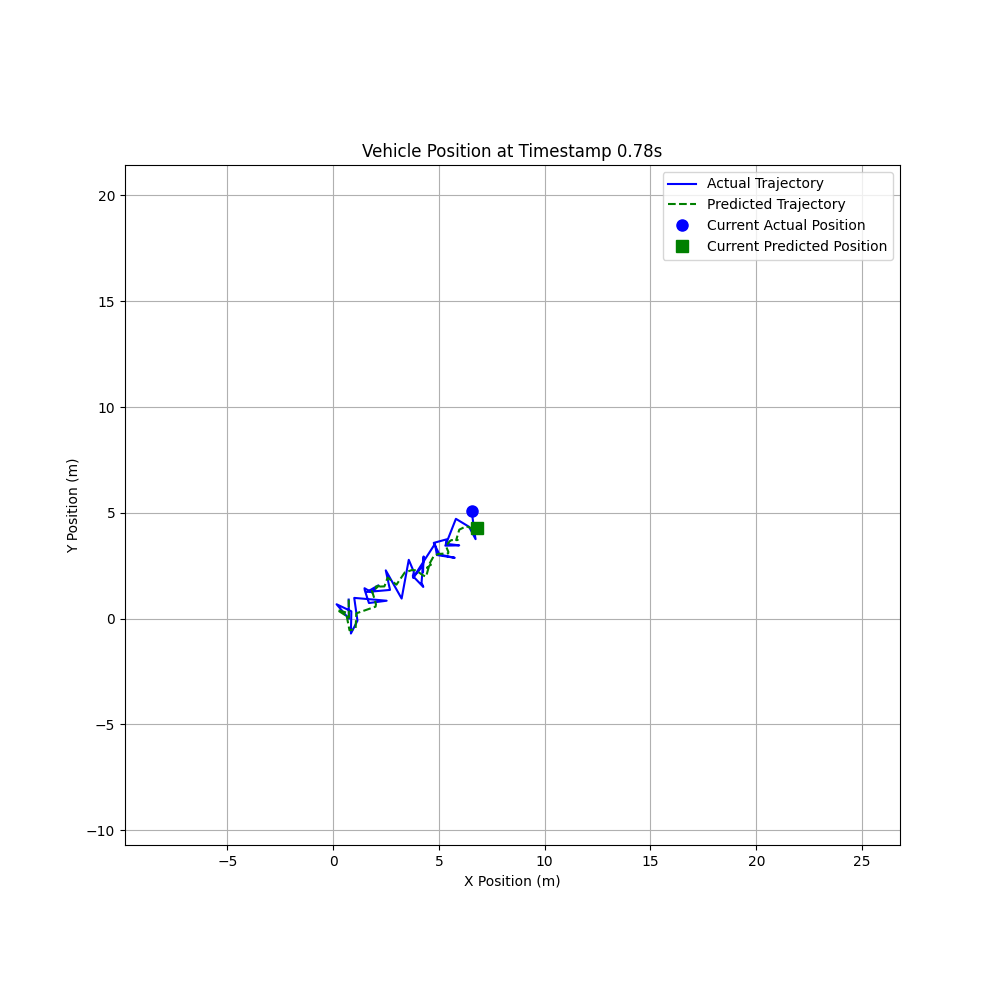 Vehicle Position at Timestamp 0.78s
Actual Trajectory
Predicted Trajectory
Current Actual Position
Current Predicted Position
20
15
10
5
0
−5
−10
Y Position (m)
−5
0
5
10
15
20
25
X Position (m)